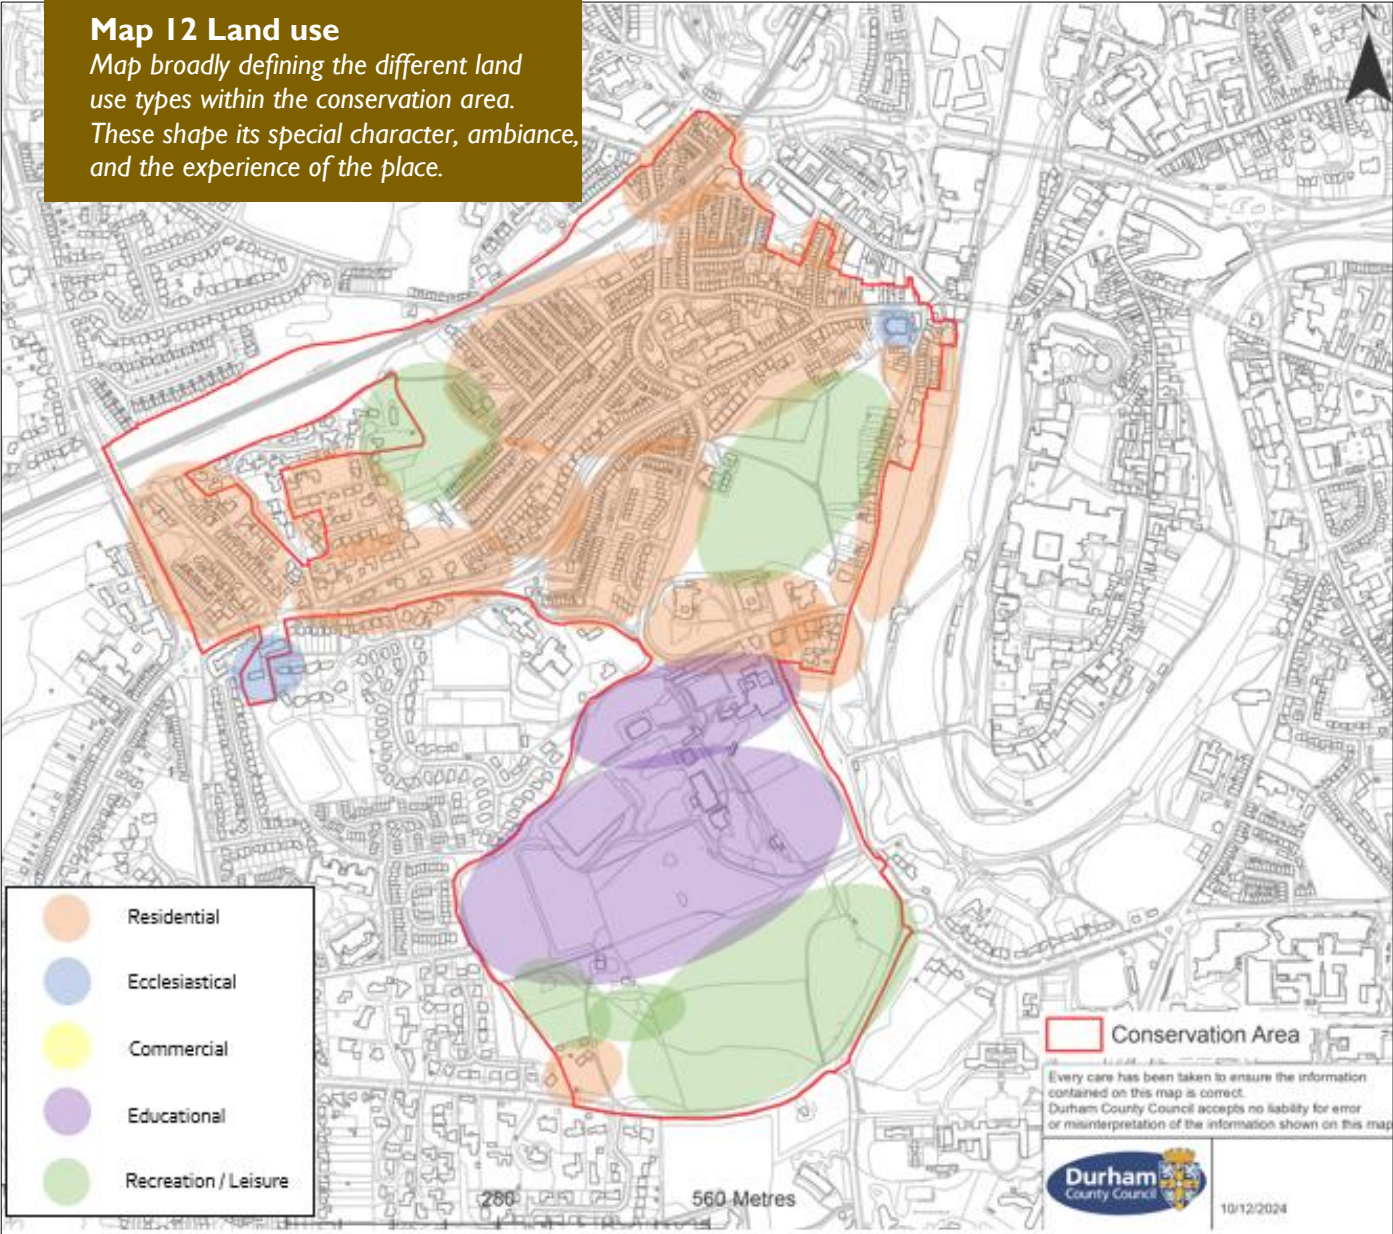 Map 12 Land use
Map broadly defining the different land
use types within the conservation area.
These shape its special character, ambiance,
and the experience of the place.
N
Residential
Ecclesiastical
Commercial
Educational
Recreation / Leisure
280
560 Metres
Conservation Area
Every care has been taken to ensure the information
contained on this map is correct.
Durham County Council accepts no liability for error
or misinterpretation of the information shown on this map
Durham
County Council
10/12/2024